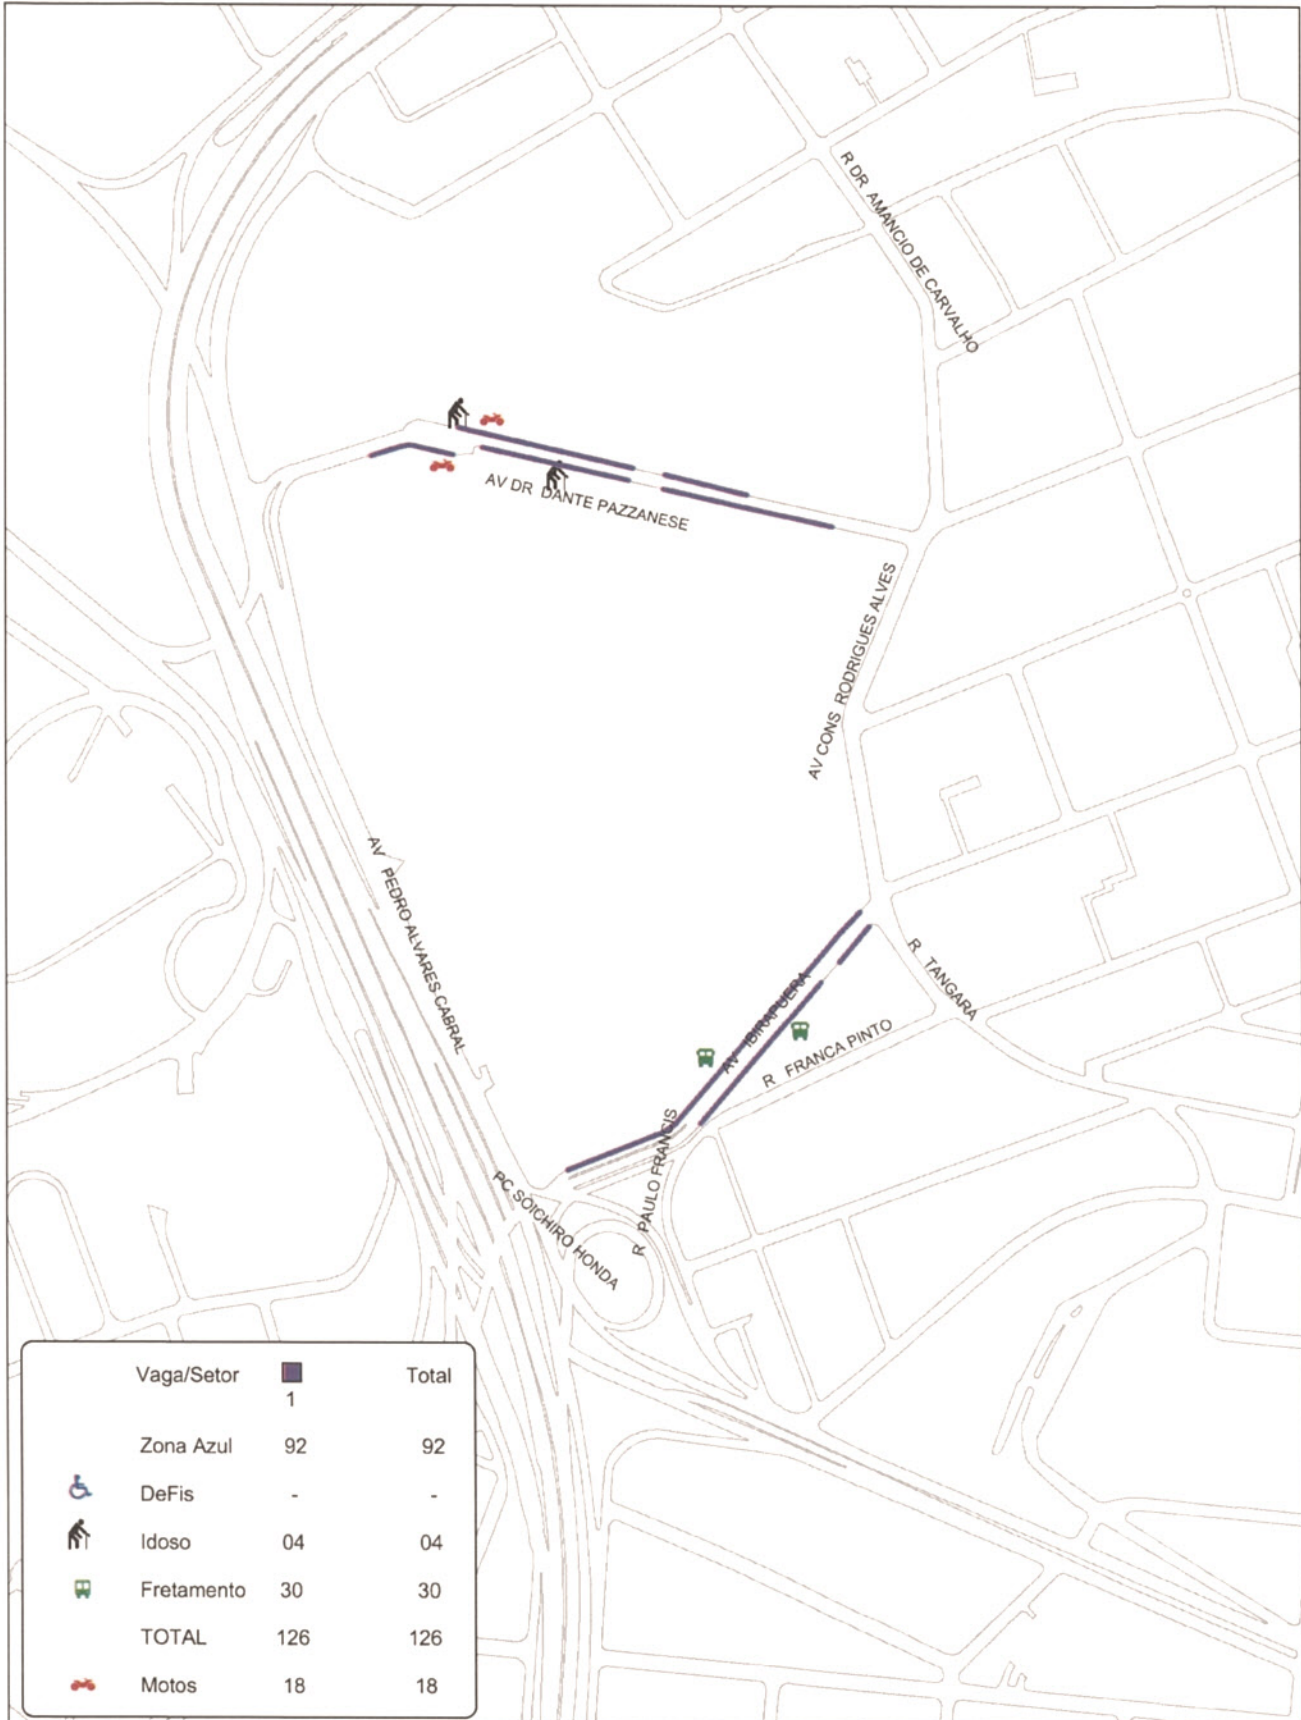 R DR AMANCIO DE CARVALHO
AV DR DANTE PAZZANESE
AV CONS RODRIGUES ALVES
AV PEDRO ALVARES CABRAL
R TANGARA
AV IBIRAPUERA
R FRANCA PINTO
R PAULO FRANCIS
PC SOICHIRO HONDA
Vaga/Setor Total
1
Zona Azul 92 92
DeFis - -
Idoso 04 04
Fretamento 30 30
TOTAL 126 126
Motos 18 18